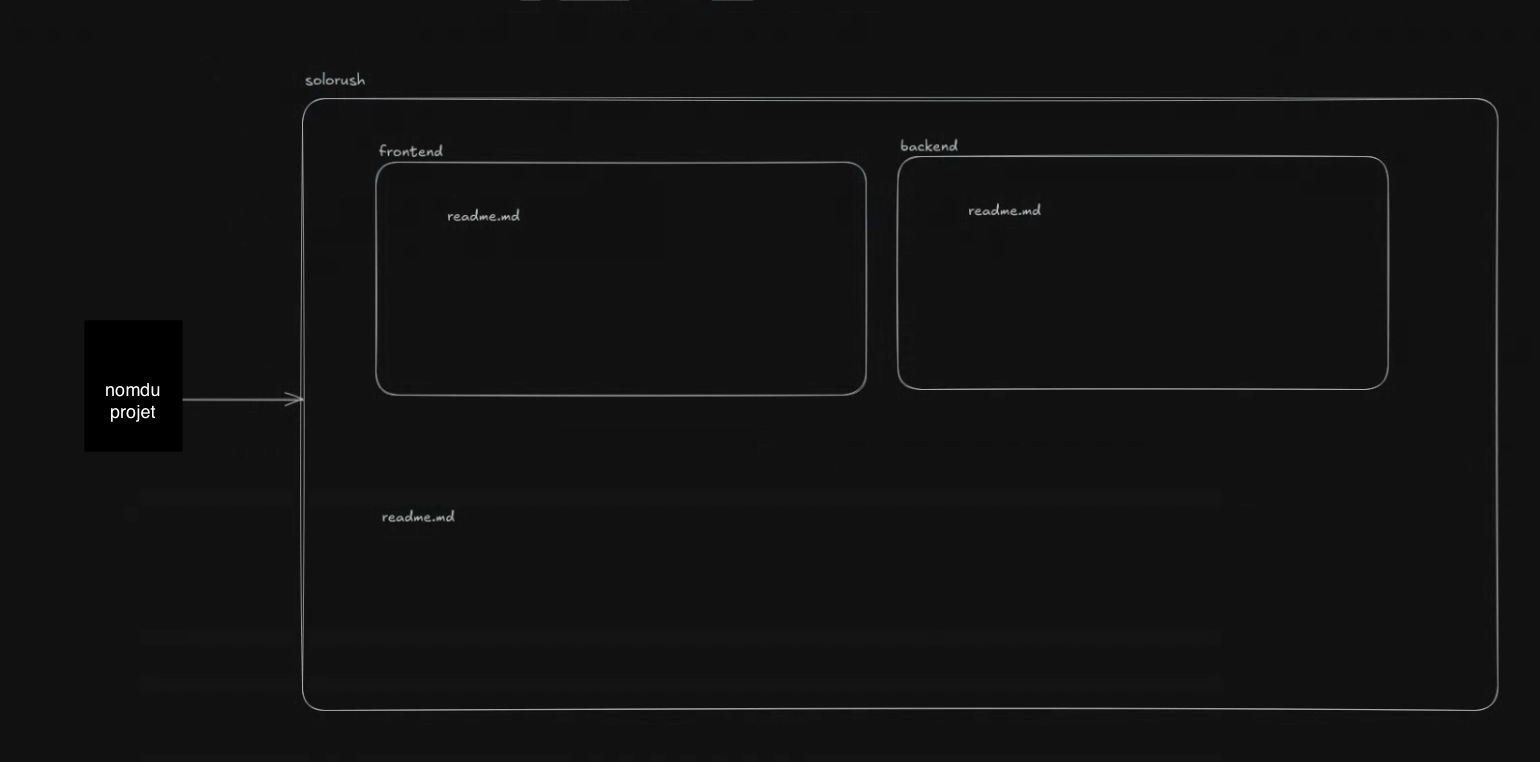 solorush
frontend
backend
readme.md
readme.md
nomdu
projet
readme.md